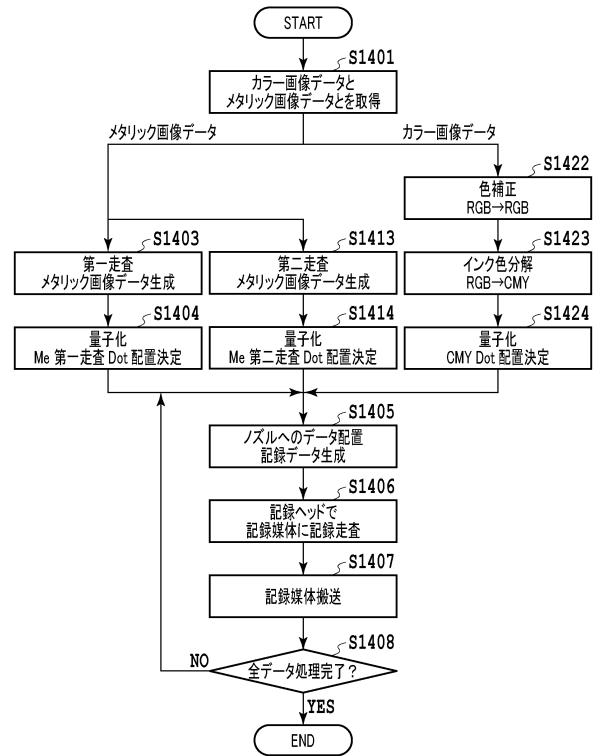 START
S1401
カラー画像データと
メタリック画像データとを取得
メタリック画像データ
カラー画像データ
S1422
色補正
RGB→RGB
S1403
第一走査
メタリック画像データ生成
S1413
第二走査
メタリック画像データ生成
S1423
インク色分解
RGB→CMY
S1404
量子化
Me 第一走査 Dot 配置決定
S1414
量子化
Me 第二走査 Dot 配置決定
S1424
量子化
CMY Dot 配置決定
S1405
ノズルへのデータ配置
記録データ生成
S1406
記録ヘッドで
記録媒体に記録走査
S1407
記録媒体搬送
S1408
全データ処理完了？
NO
YES
END